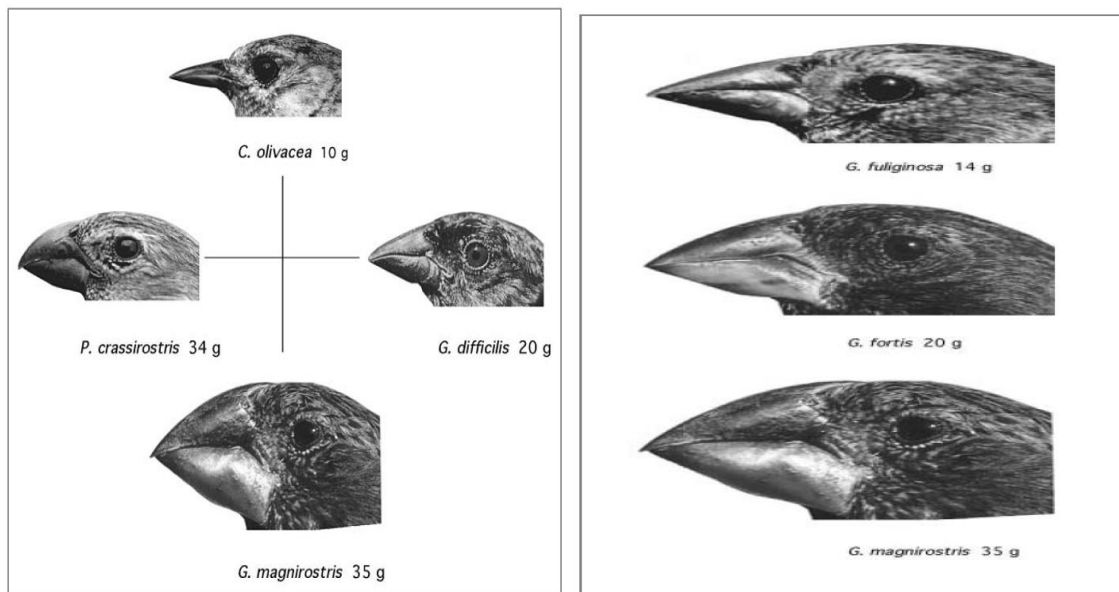 C. olivacea 10 g
P. crassirostris 34 g
G. difficilis 20 g
G. magnirostris 35 g
G. fuliginosa 14 g
G. fortis 20 g
G. magnirostris 35 g